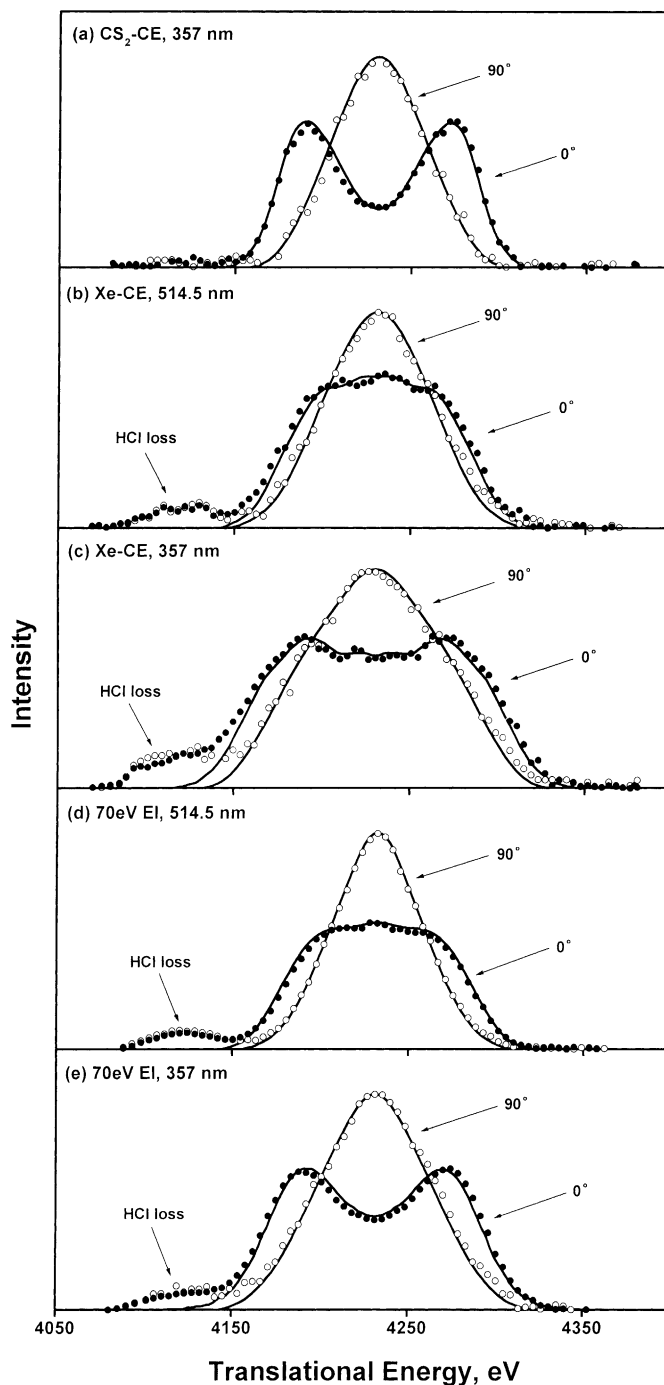 (a) CS₂-CE, 357 nm
90°
0°
(b) Xe-CE, 514.5 nm
90°
0°
HCl loss
(c) Xe-CE, 357 nm
90°
0°
HCl loss
Intensity
(d) 70eV EI, 514.5 nm
90°
0°
HCl loss
(e) 70eV EI, 357 nm
90°
0°
HCl loss
4050 4150 4250 4350
Translational Energy, eV